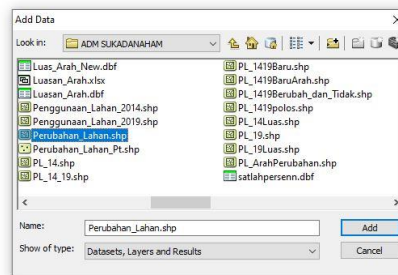 Add Data
Look in: ADM SUKADANAHAM
Luas_Arah_New.dbf
Luasan_Arah.xlsx
Luasan_Arah.dbf
Penggunaan_Lahan_2014.shp
Penggunaan_Lahan_2019.shp
Perubahan_Lahan.shp
Perubahan_Lahan_Pt.shp
PL_14.shp
PL_14_19.shp
PL_1419Baru.shp
PL_1419BaruArah.shp
PL_1419Berubah_dan_Tidak.shp
PL_1419polos.shp
PL_14Luas.shp
PL_19.shp
PL_19Luas.shp
PL_ArahPerubahan.shp
satlahpersenn.dbf
Name: Perubahan_Lahan.shp Add
Show of type: Datasets, Layers and Results Cancel